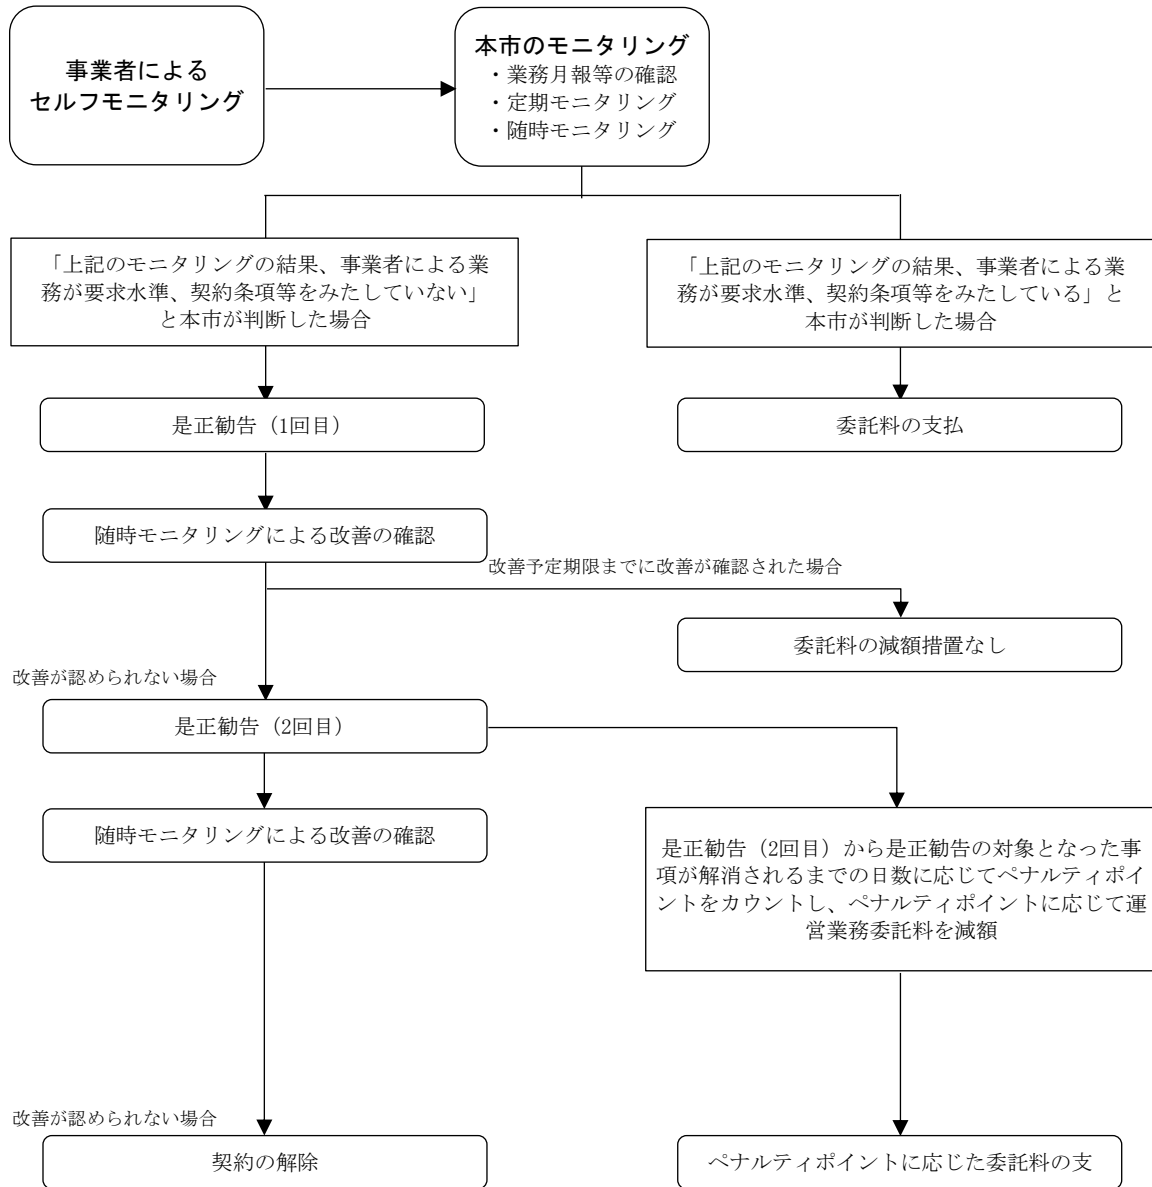 事業者による
セルフモニタリング
本市のモニタリング
・業務月報等の確認
・定期モニタリング
・随時モニタリング
「上記のモニタリングの結果、事業者による業
務が要求水準、契約条項等をみたしていない」
と本市が判断した場合
「上記のモニタリングの結果、事業者による業
務が要求水準、契約条項等をみたしている」と
本市が判断した場合
是正勧告（1回目）
委託料の支払
随時モニタリングによる改善の確認
改善予定期限までに改善が確認された場合
委託料の減額措置なし
改善が認められない場合
是正勧告（2回目）
随時モニタリングによる改善の確認
是正勧告（2回目）から是正勧告の対象となった事
項が解消されるまでの日数に応じてペナルティポイ
ントをカウントし、ペナルティポイントに応じて運
営業務委託料を減額
改善が認められない場合
契約の解除
ペナルティポイントに応じた委託料の支